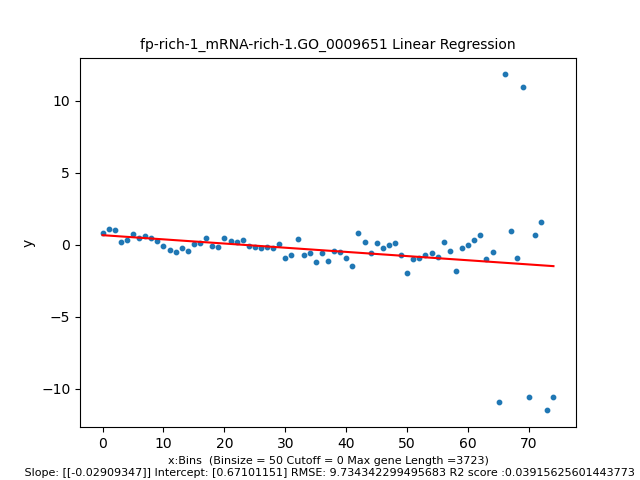 fp-rich-1_mRNA-rich-1.GO_0009651 Linear Regression
10
5
0
−5
−10
y
0 10 20 30 40 50 60 70
x:Bins (Binsize = 50 Cutoff = 0 Max gene Length =3723)
Slope: [[-0.02909347]] Intercept: [0.67101151] RMSE: 9.734342299495683 R2 score :0.03915625601443773